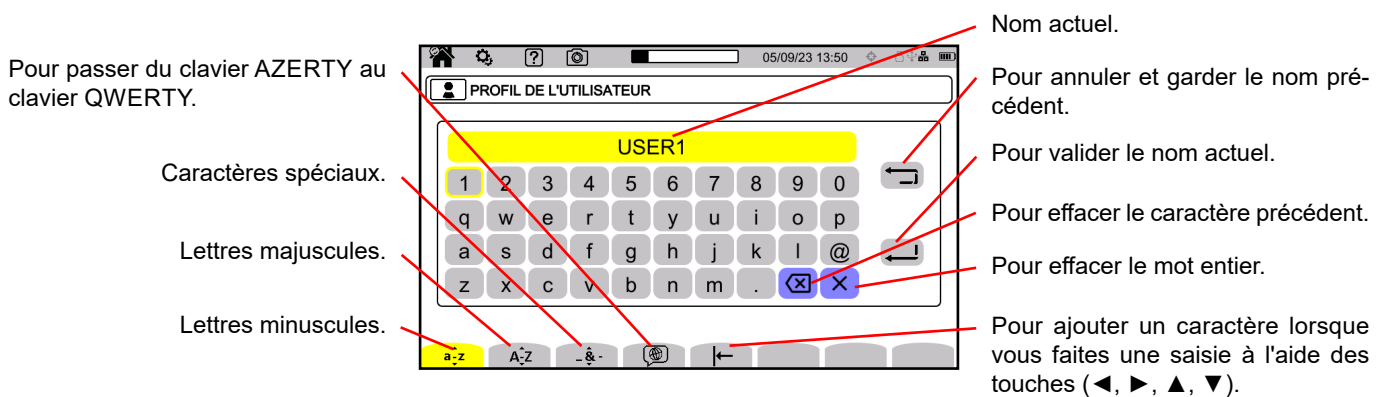 Pour passer du clavier AZERTY au
clavier QWERTY.
Caractères spéciaux.
Lettres majuscules.
Lettres minuscules.
05/09/23 13:50
PROFIL DE L'UTILISATEUR
USER1
1 2 3 4 5 6 7 8 9 0
q w e r t y u i o p
a s d f g h j k l @
z x c v b n m .
a-z A-Z _&-
Nom actuel.
Pour annuler et garder le nom pré-
cédent.
Pour valider le nom actuel.
Pour effacer le caractère précédent.
Pour effacer le mot entier.
Pour ajouter un caractère lorsque
vous faites une saisie à l'aide des
touches (◄, ►, ▲, ▼).